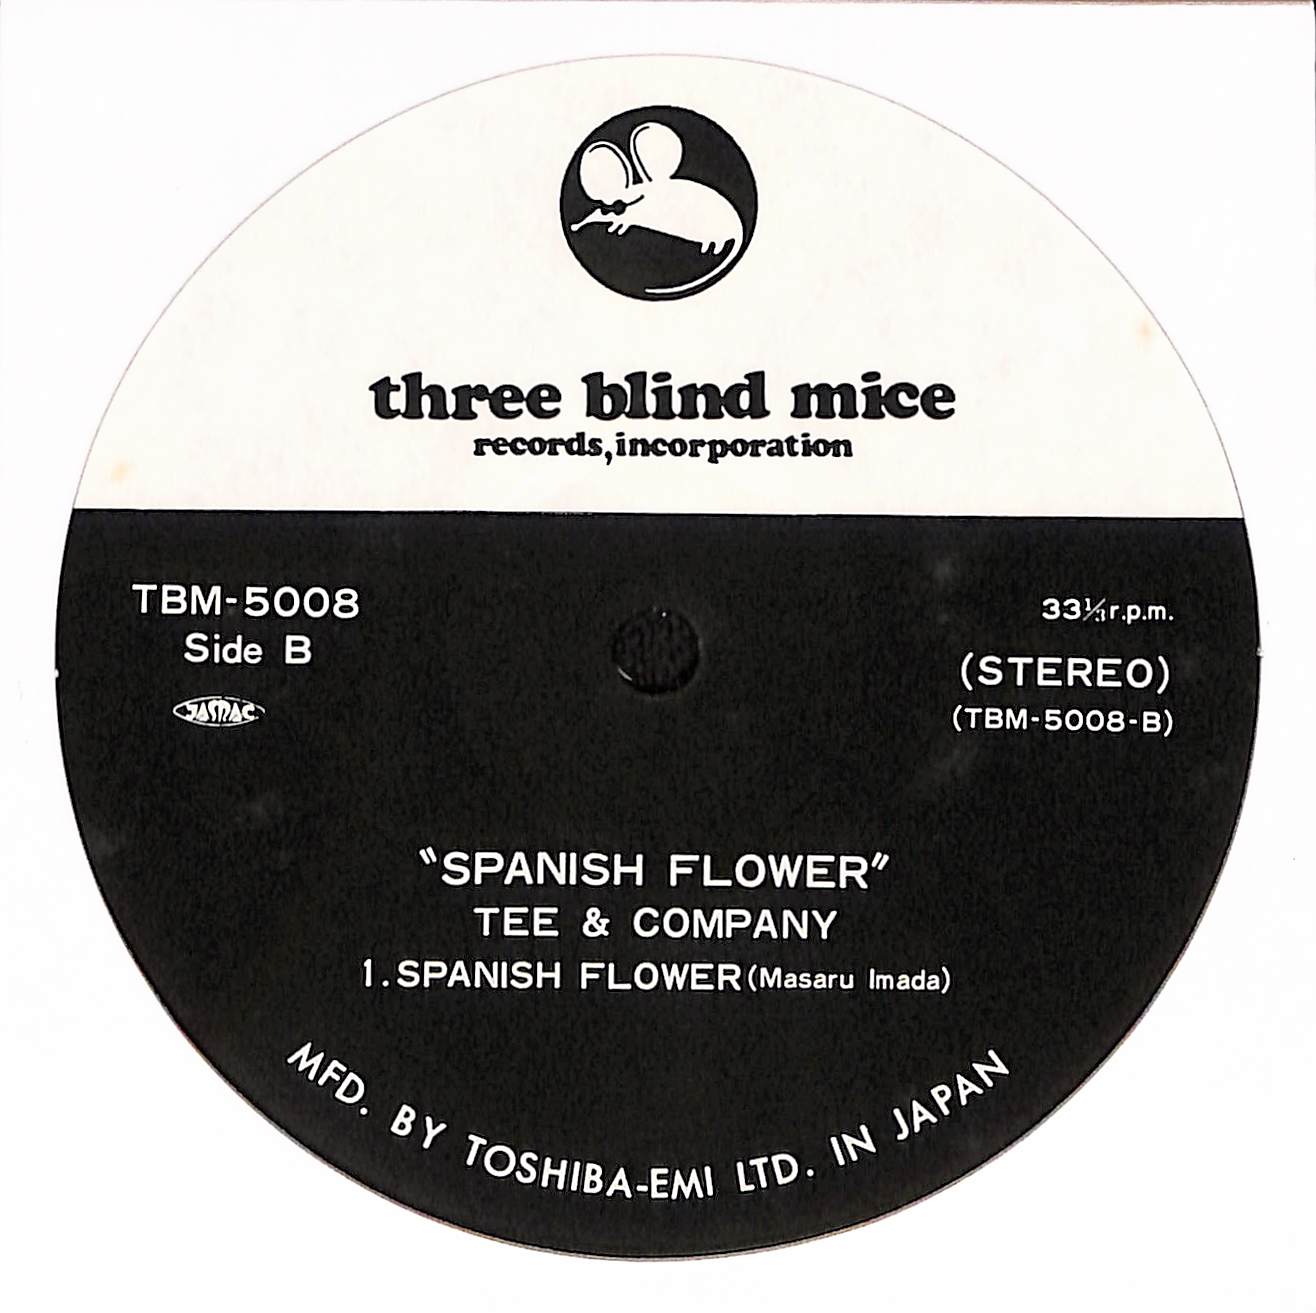 three blind mice
records, incorporation
TBM-5008
Side B
JASRAC
33⅓r.p.m.
(STEREO)
(TBM-5008-B)
"SPANISH FLOWER"
TEE & COMPANY
1. SPANISH FLOWER (Masaru Imada)
MFD. BY TOSHIBA-EMI LTD. IN JAPAN